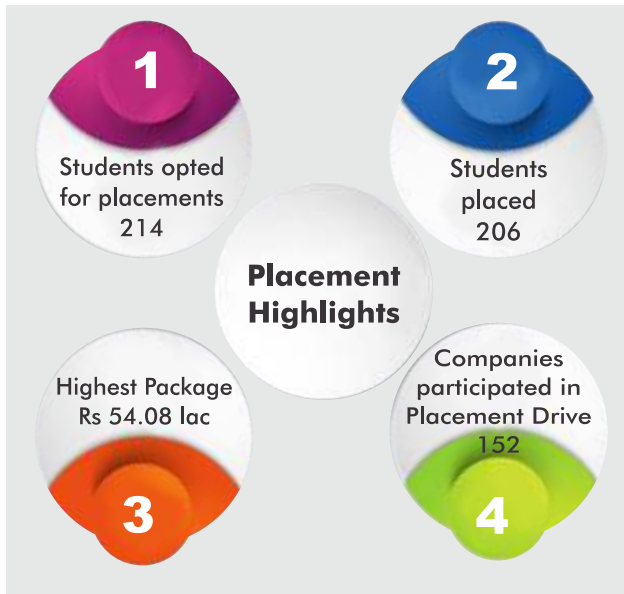 1
Students opted
for placements
214
2
Students
placed
206
Placement
Highlights
Highest Package
Rs 54.08 lac
3
Companies
participated in
Placement Drive
152
4